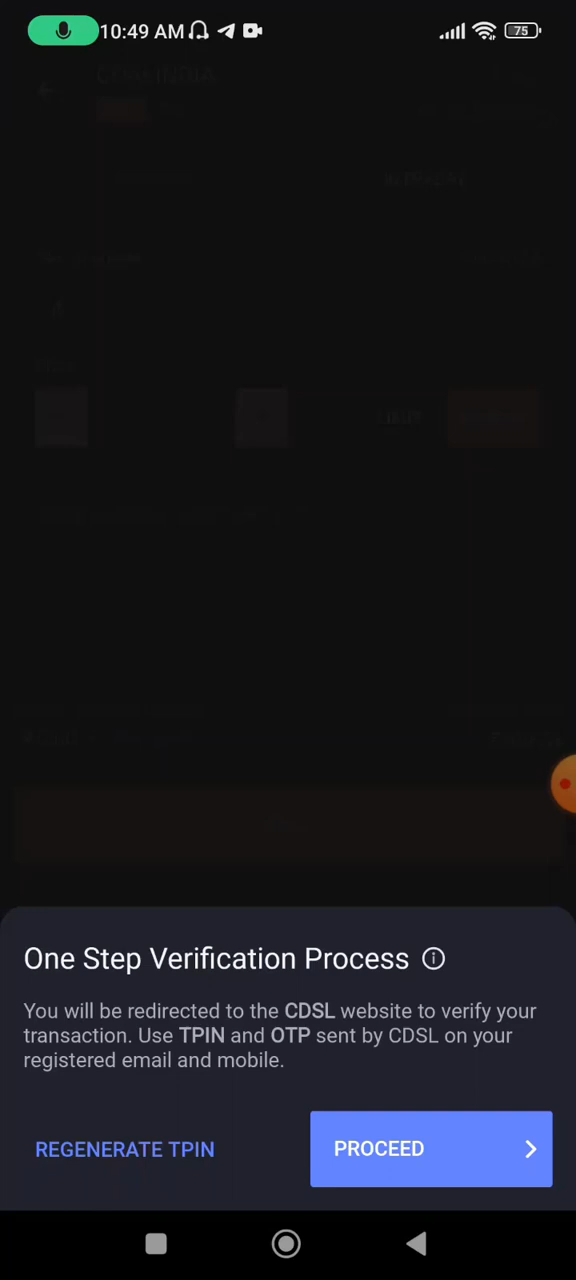 10:49 AM
75
One Step Verification Process
You will be redirected to the CDSL website to verify your
transaction. Use TPIN and OTP sent by CDSL on your
registered email and mobile.
REGENERATE TPIN
PROCEED